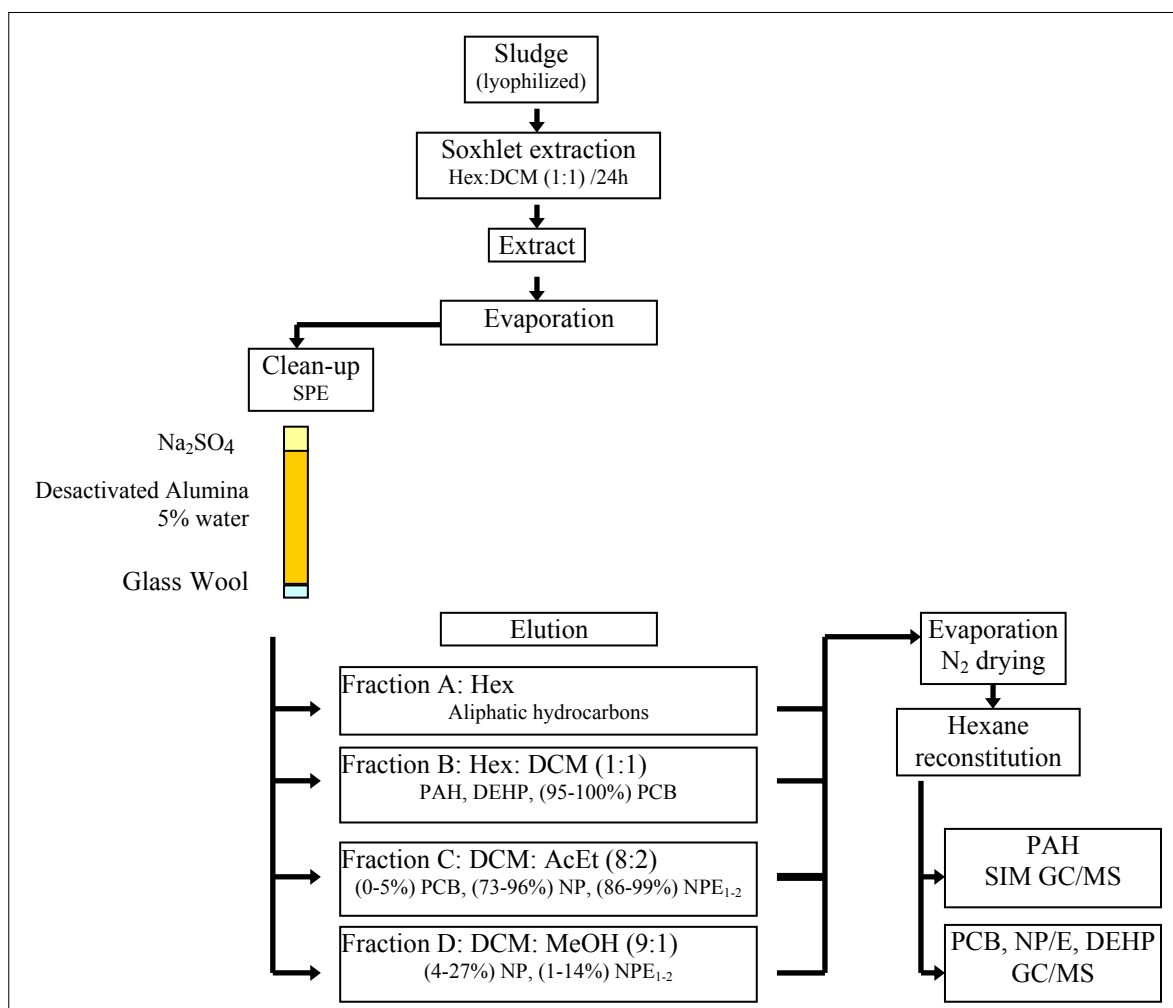 Sludge
(lyophilized)
Soxhlet extraction
Hex:DCM (1:1) /24h
Extract
Evaporation
Clean-up
SPE
Na₂SO₄
Desactivated Alumina
5% water
Glass Wool
Elution
Fraction A: Hex
Aliphatic hydrocarbons
Fraction B: Hex: DCM (1:1)
PAH, DEHP, (95-100%) PCB
Fraction C: DCM: AcEt (8:2)
(0-5%) PCB, (73-96%) NP, (86-99%) NPE₁₋₂
Fraction D: DCM: MeOH (9:1)
(4-27%) NP, (1-14%) NPE₁₋₂
Evaporation
N₂ drying
Hexane
reconstitution
PAH
SIM GC/MS
PCB, NP/E, DEHP
GC/MS